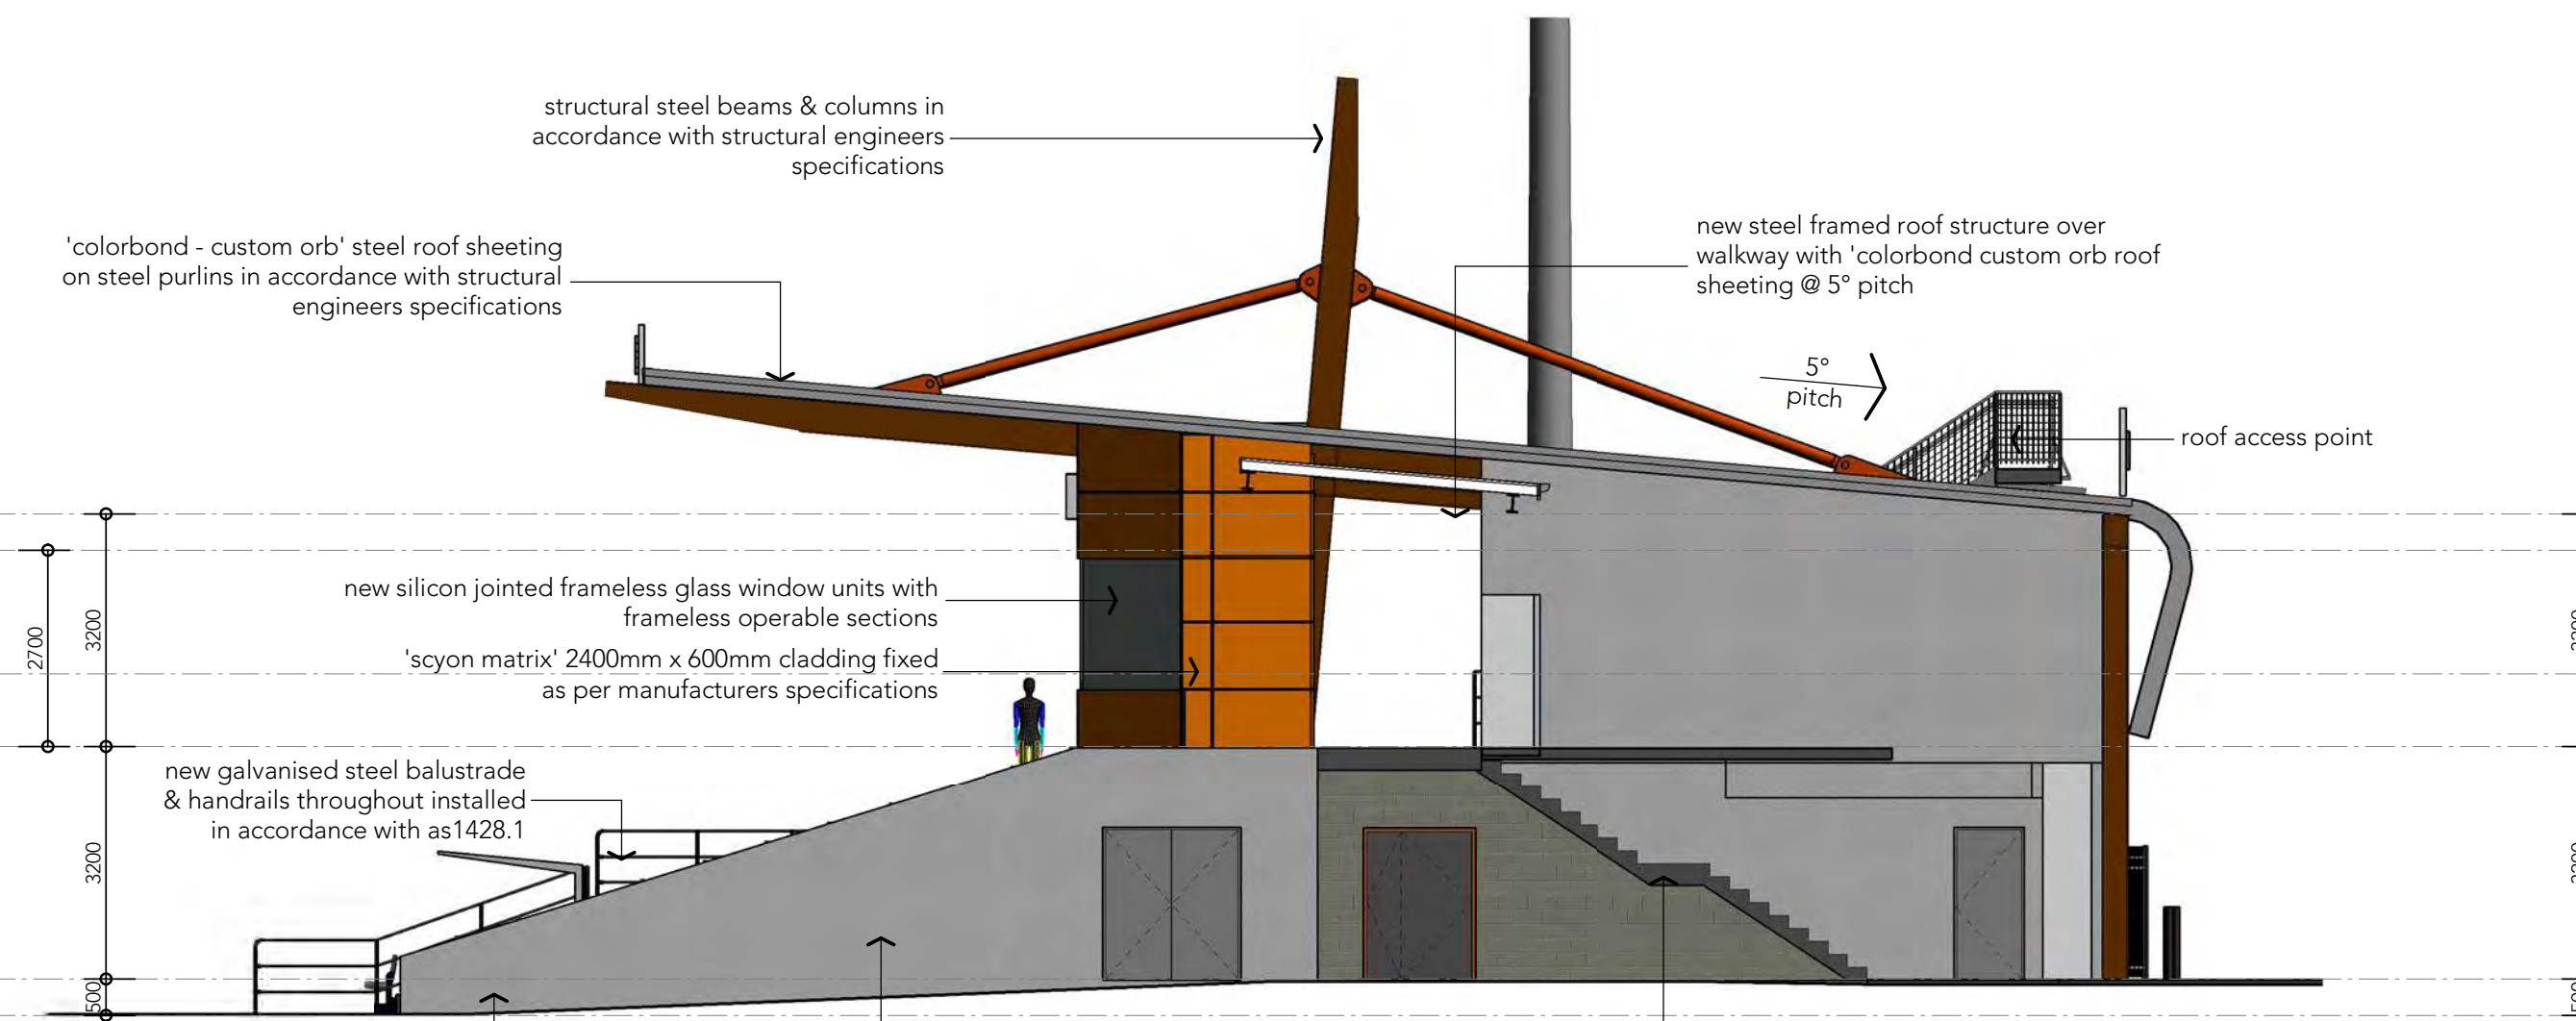 structural steel beams & columns in
accordance with structural engineers
specifications
'colorbond - custom orb' steel roof sheeting
on steel purlins in accordance with structural
engineers specifications
new steel framed roof structure over
walkway with 'colorbond custom orb roof
sheeting @ 5° pitch
5°
pitch
roof access point
new silicon jointed frameless glass window units with
frameless operable sections
'scyon matrix' 2400mm x 600mm cladding fixed
as per manufacturers specifications
new galvanised steel balustrade
& handrails throughout installed
in accordance with as1428.1
2700
3200
3200
500